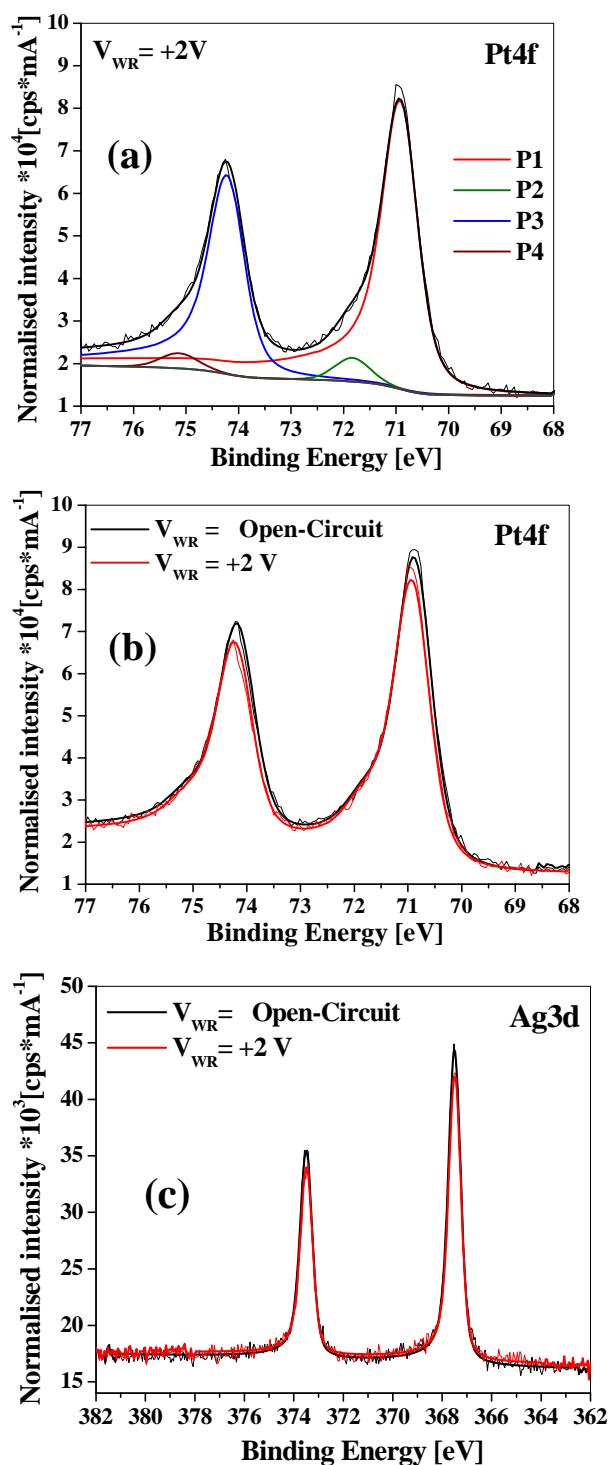 V_WR= +2V Pt4f
(a)
P1
P2
P3
P4
Normalised intensity *10^4[cps*mA^-1]
10
9
8
7
6
5
4
3
2
1
77 76 75 74 73 72 71 70 69 68
Binding Energy [eV]
V_WR= Open-Circuit Pt4f
V_WR= +2 V
(b)
Normalised intensity *10^4[cps*mA^-1]
10
9
8
7
6
5
4
3
2
1
77 76 75 74 73 72 71 70 69 68
Binding Energy [eV]
V_WR= Open-Circuit Ag3d
V_WR= +2 V
(c)
Normalised intensity *10^3[cps*mA^-1]
50
45
40
35
30
25
20
15
382 380 378 376 374 372 370 368 366 364 362
Binding Energy [eV]